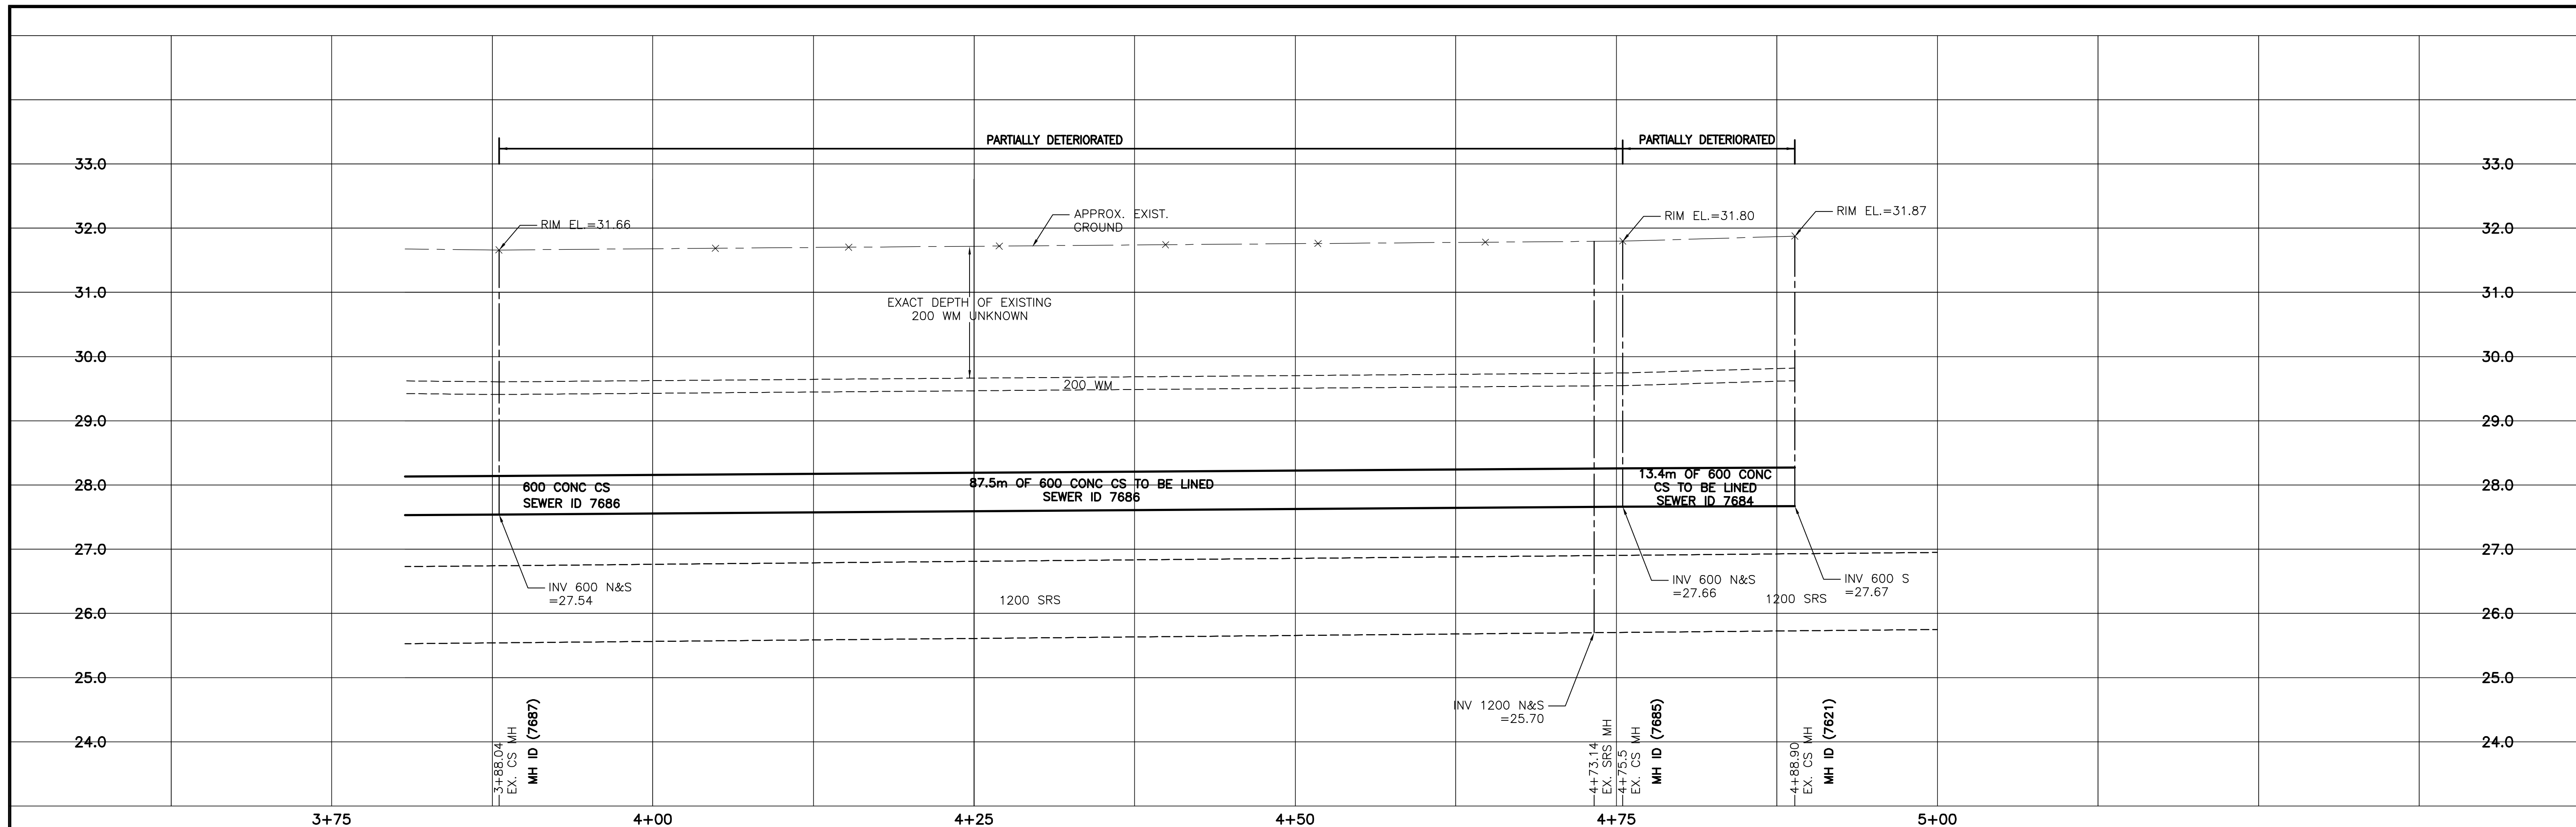 PARTIALLY DETERIORATED
PARTIALLY DETERIORATED
33.0
33.0
RIM EL.=31.66
APPROX. EXIST.
GROUND
RIM EL.=31.80
RIM EL.=31.87
32.0
32.0
31.0
31.0
EXACT DEPTH OF EXISTING
200 WM UNKNOWN
30.0
30.0
200 WM
29.0
29.0
28.0
28.0
600 CONC CS
SEWER ID 7686
87.5m OF 600 CONC CS TO BE LINED
SEWER ID 7686
13.4m OF 600 CONC
CS TO BE LINED
SEWER ID 7684
27.0
27.0
INV 600 N&S
=27.54
1200 SRS
INV 600 N&S
=27.66
INV 600 S
=27.67
1200 SRS
26.0
26.0
25.0
25.0
INV 1200 N&S
=25.70
24.0
24.0
3+88.04
EX. CS MH
MH ID (7687)
4+73.14
EX. SRS MH
4+75.5
EX. CS MH
MH ID (7685)
4+88.90
EX. CS MH
MH ID (7621)
3+75
4+00
4+25
4+50
4+75
5+00